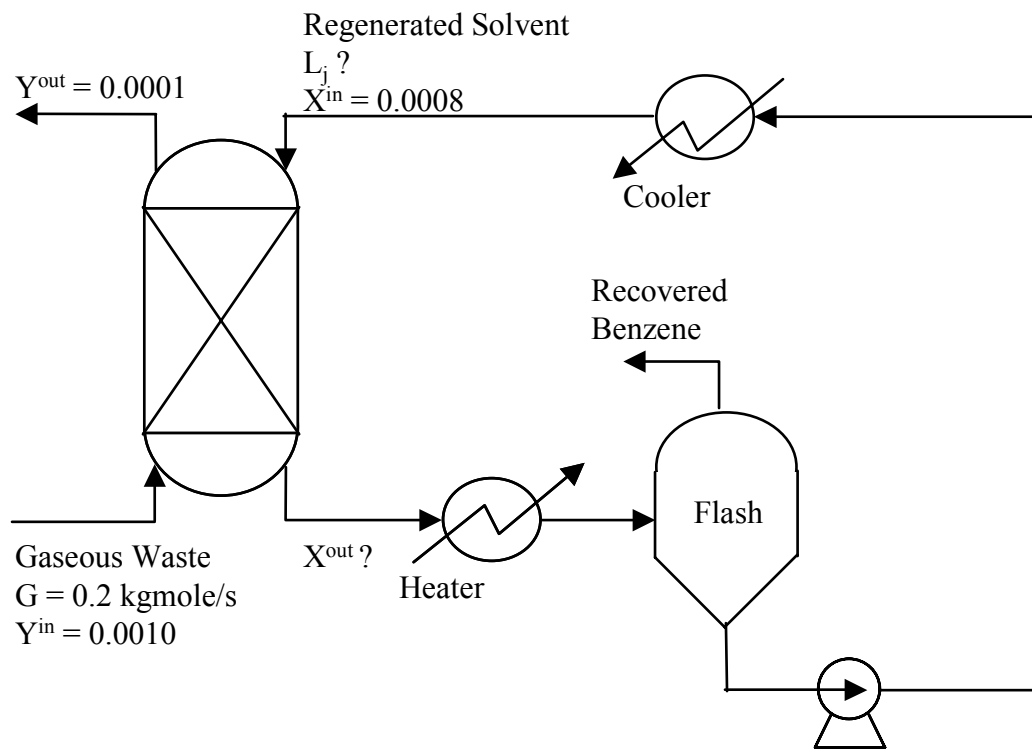 Regenerated Solvent
L_j ?
X^in = 0.0008
Y^out = 0.0001
Cooler
Recovered
Benzene
Flash
X^out ?
Heater
Gaseous Waste
G = 0.2 kgmole/s
Y^in = 0.0010